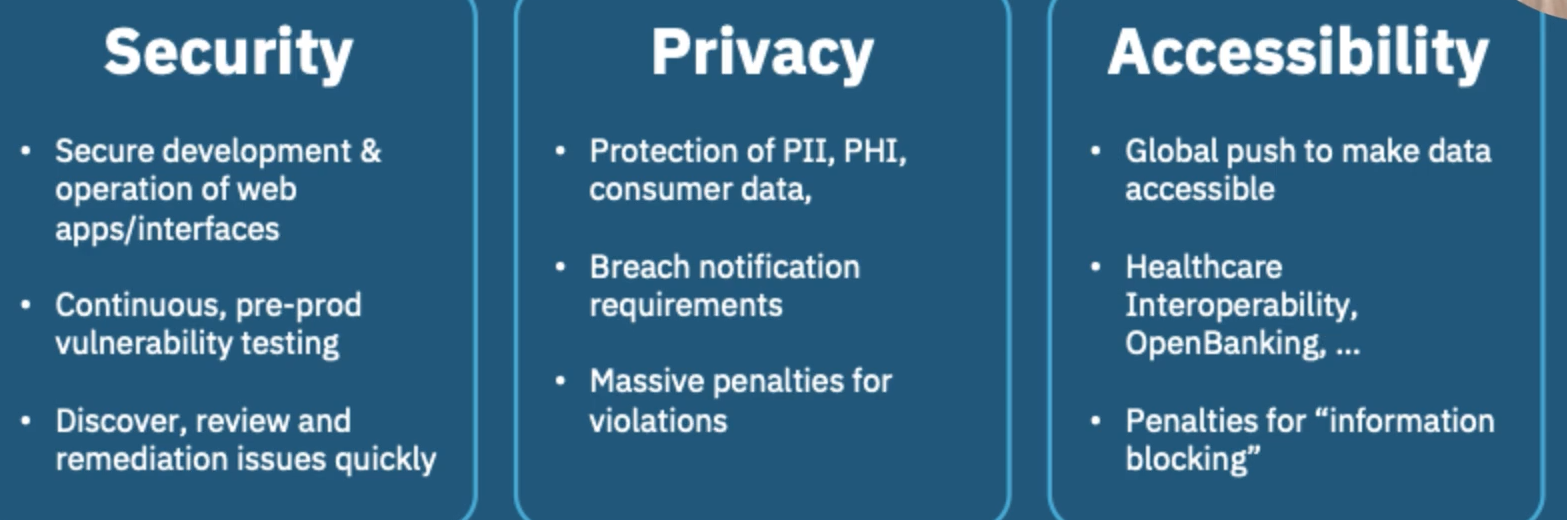 Security
• Secure development &
operation of web
apps/interfaces
• Continuous, pre-prod
vulnerability testing
• Discover, review and
remediation issues quickly
Privacy
• Protection of PII, PHI,
consumer data,
• Breach notification
requirements
• Massive penalties for
violations
Accessibility
• Global push to make data
accessible
• Healthcare
Interoperability,
OpenBanking, ...
• Penalties for “information
blocking”